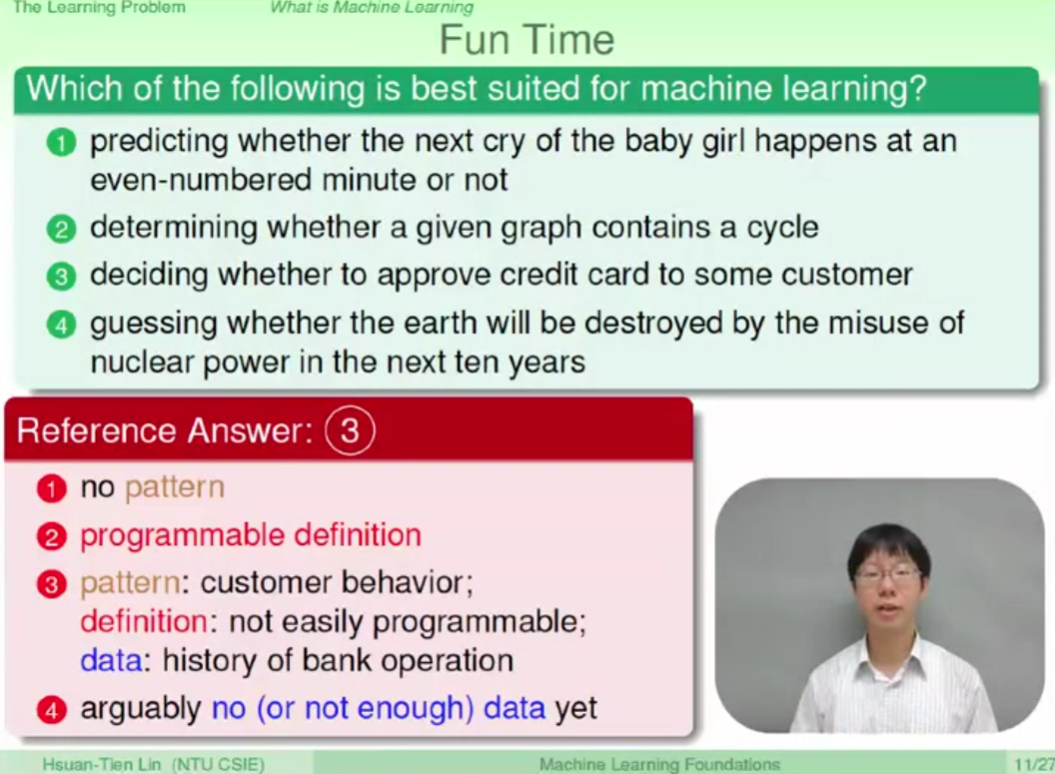 The Learning Problem What is Machine Learning
Fun Time
Which of the following is best suited for machine learning?
1 predicting whether the next cry of the baby girl happens at an
even-numbered minute or not
2 determining whether a given graph contains a cycle
3 deciding whether to approve credit card to some customer
4 guessing whether the earth will be destroyed by the misuse of
nuclear power in the next ten years
Reference Answer: 3
1 no pattern
2 programmable definition
3 pattern: customer behavior;
definition: not easily programmable;
data: history of bank operation
4 arguably no (or not enough) data yet
Hsuan-Tien Lin (NTU CSIE) Machine Learning Foundations 11/27